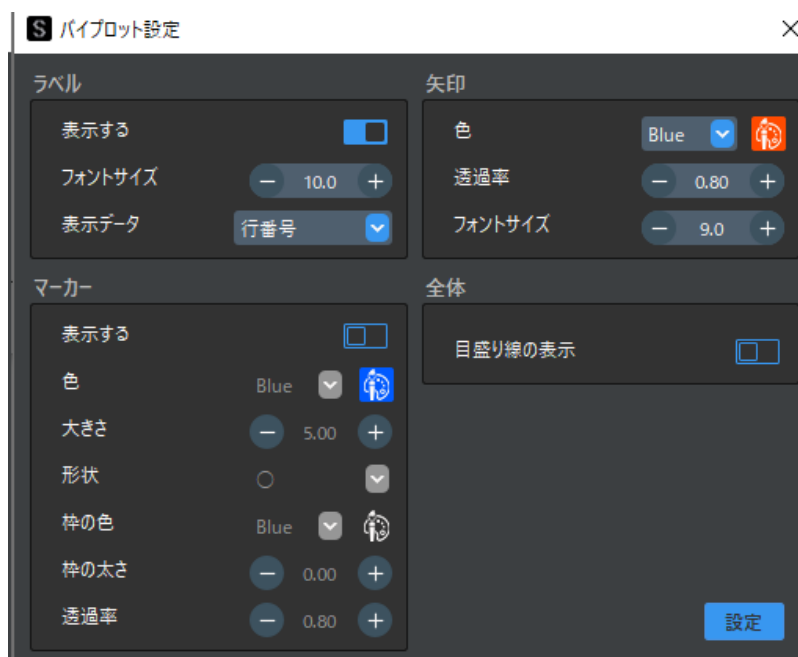 S バイプロット設定
ラベル
表示する
フォントサイズ 10.0
表示データ 行番号
マーカー
表示する
色 Blue
大きさ 5.00
形状 ○
枠の色 Blue
枠の太さ 0.00
透過率 0.80
矢印
色 Blue
透過率 0.80
フォントサイズ 9.0
全体
目盛り線の表示
設定